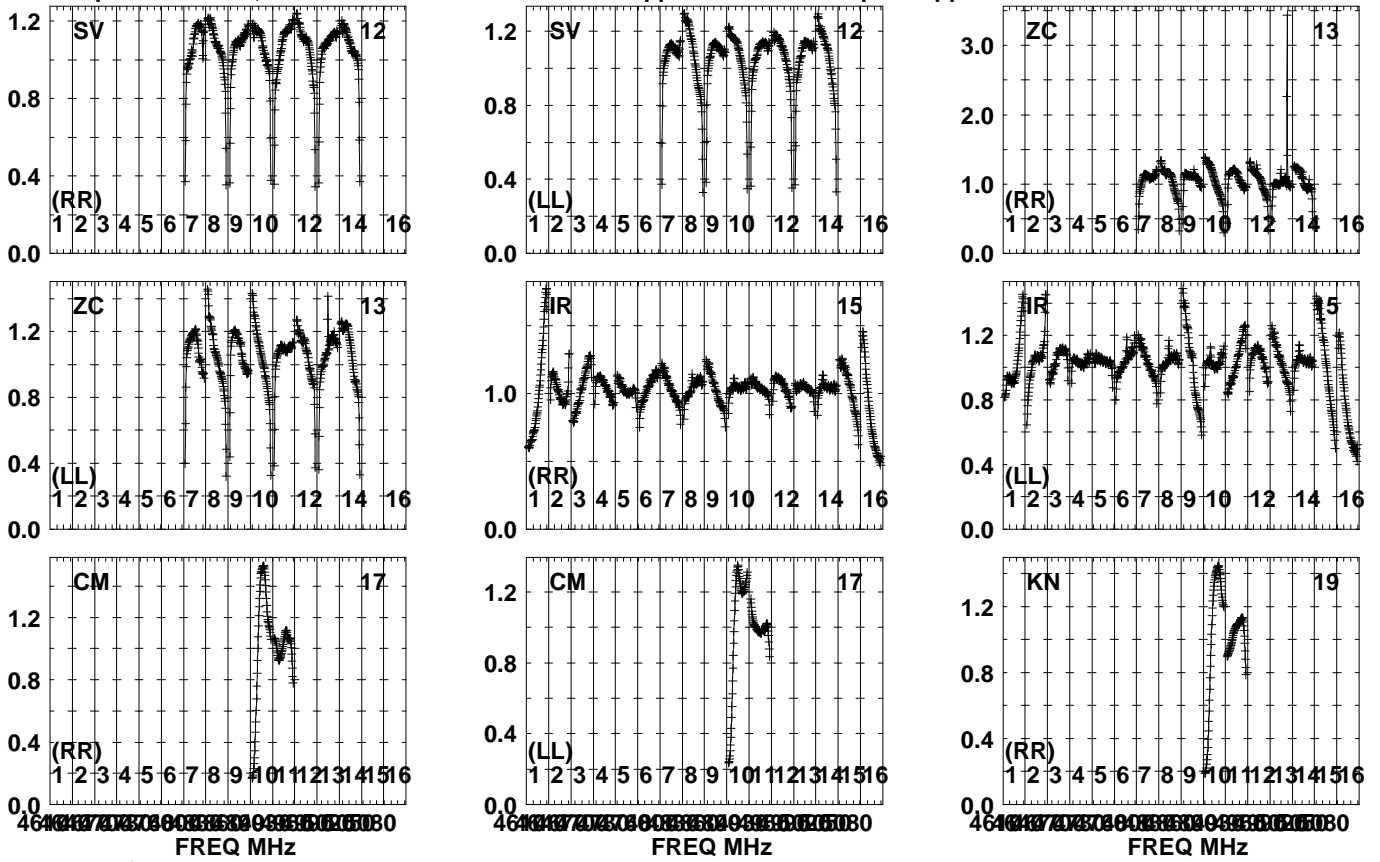 SV 12
1.2
0.8
0.4
(RR)
1 2 3 4 5 6 7 8 9 10 12 14 16
0.0
SV 12
1.2
0.8
0.4
(LL)
1 2 3 4 5 6 7 8 9 10 12 14 16
0.0
ZC 13
3.0
2.0
1.0
(RR)
1 2 3 4 5 6 7 8 9 10 12 14 16
0.0
ZC 13
1.2
0.8
0.4
(LL)
1 2 3 4 5 6 7 8 9 10 12 14 16
0.0
IR 15
1.0
(RR)
1 2 3 4 5 6 7 8 9 10 12 14 16
0.0
IR 15
1.2
0.8
0.4
(LL)
1 2 3 4 5 6 7 8 9 10 12 14 16
0.0
CM 17
1.2
0.8
0.4
(RR)
1 2 3 4 5 6 7 8 9 10 11 12 13 14 15 16
0.0
FREQ MHz
CM 17
1.2
0.8
0.4
(LL)
1 2 3 4 5 6 7 8 9 10 11 12 13 14 15 16
0.0
FREQ MHz
KN 19
1.2
0.8
0.4
(RR)
1 2 3 4 5 6 7 8 9 10 11 12 13 14 15 16
0.0
FREQ MHz